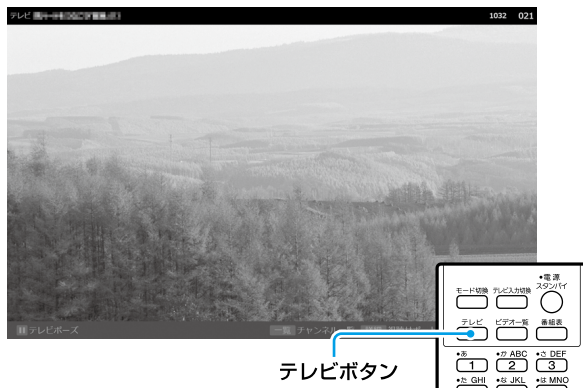 テレビ
1032 021
テレビポーズ
一覧 チャンネル
・電源
モード切換 テレビ入力切換 スタンバイ
テレビ ビデオ一覧 番組表
・あ ・か ABC ・さ DEF
1 2 3
・た GHI ・な JKL ・は MNO
テレビボタン